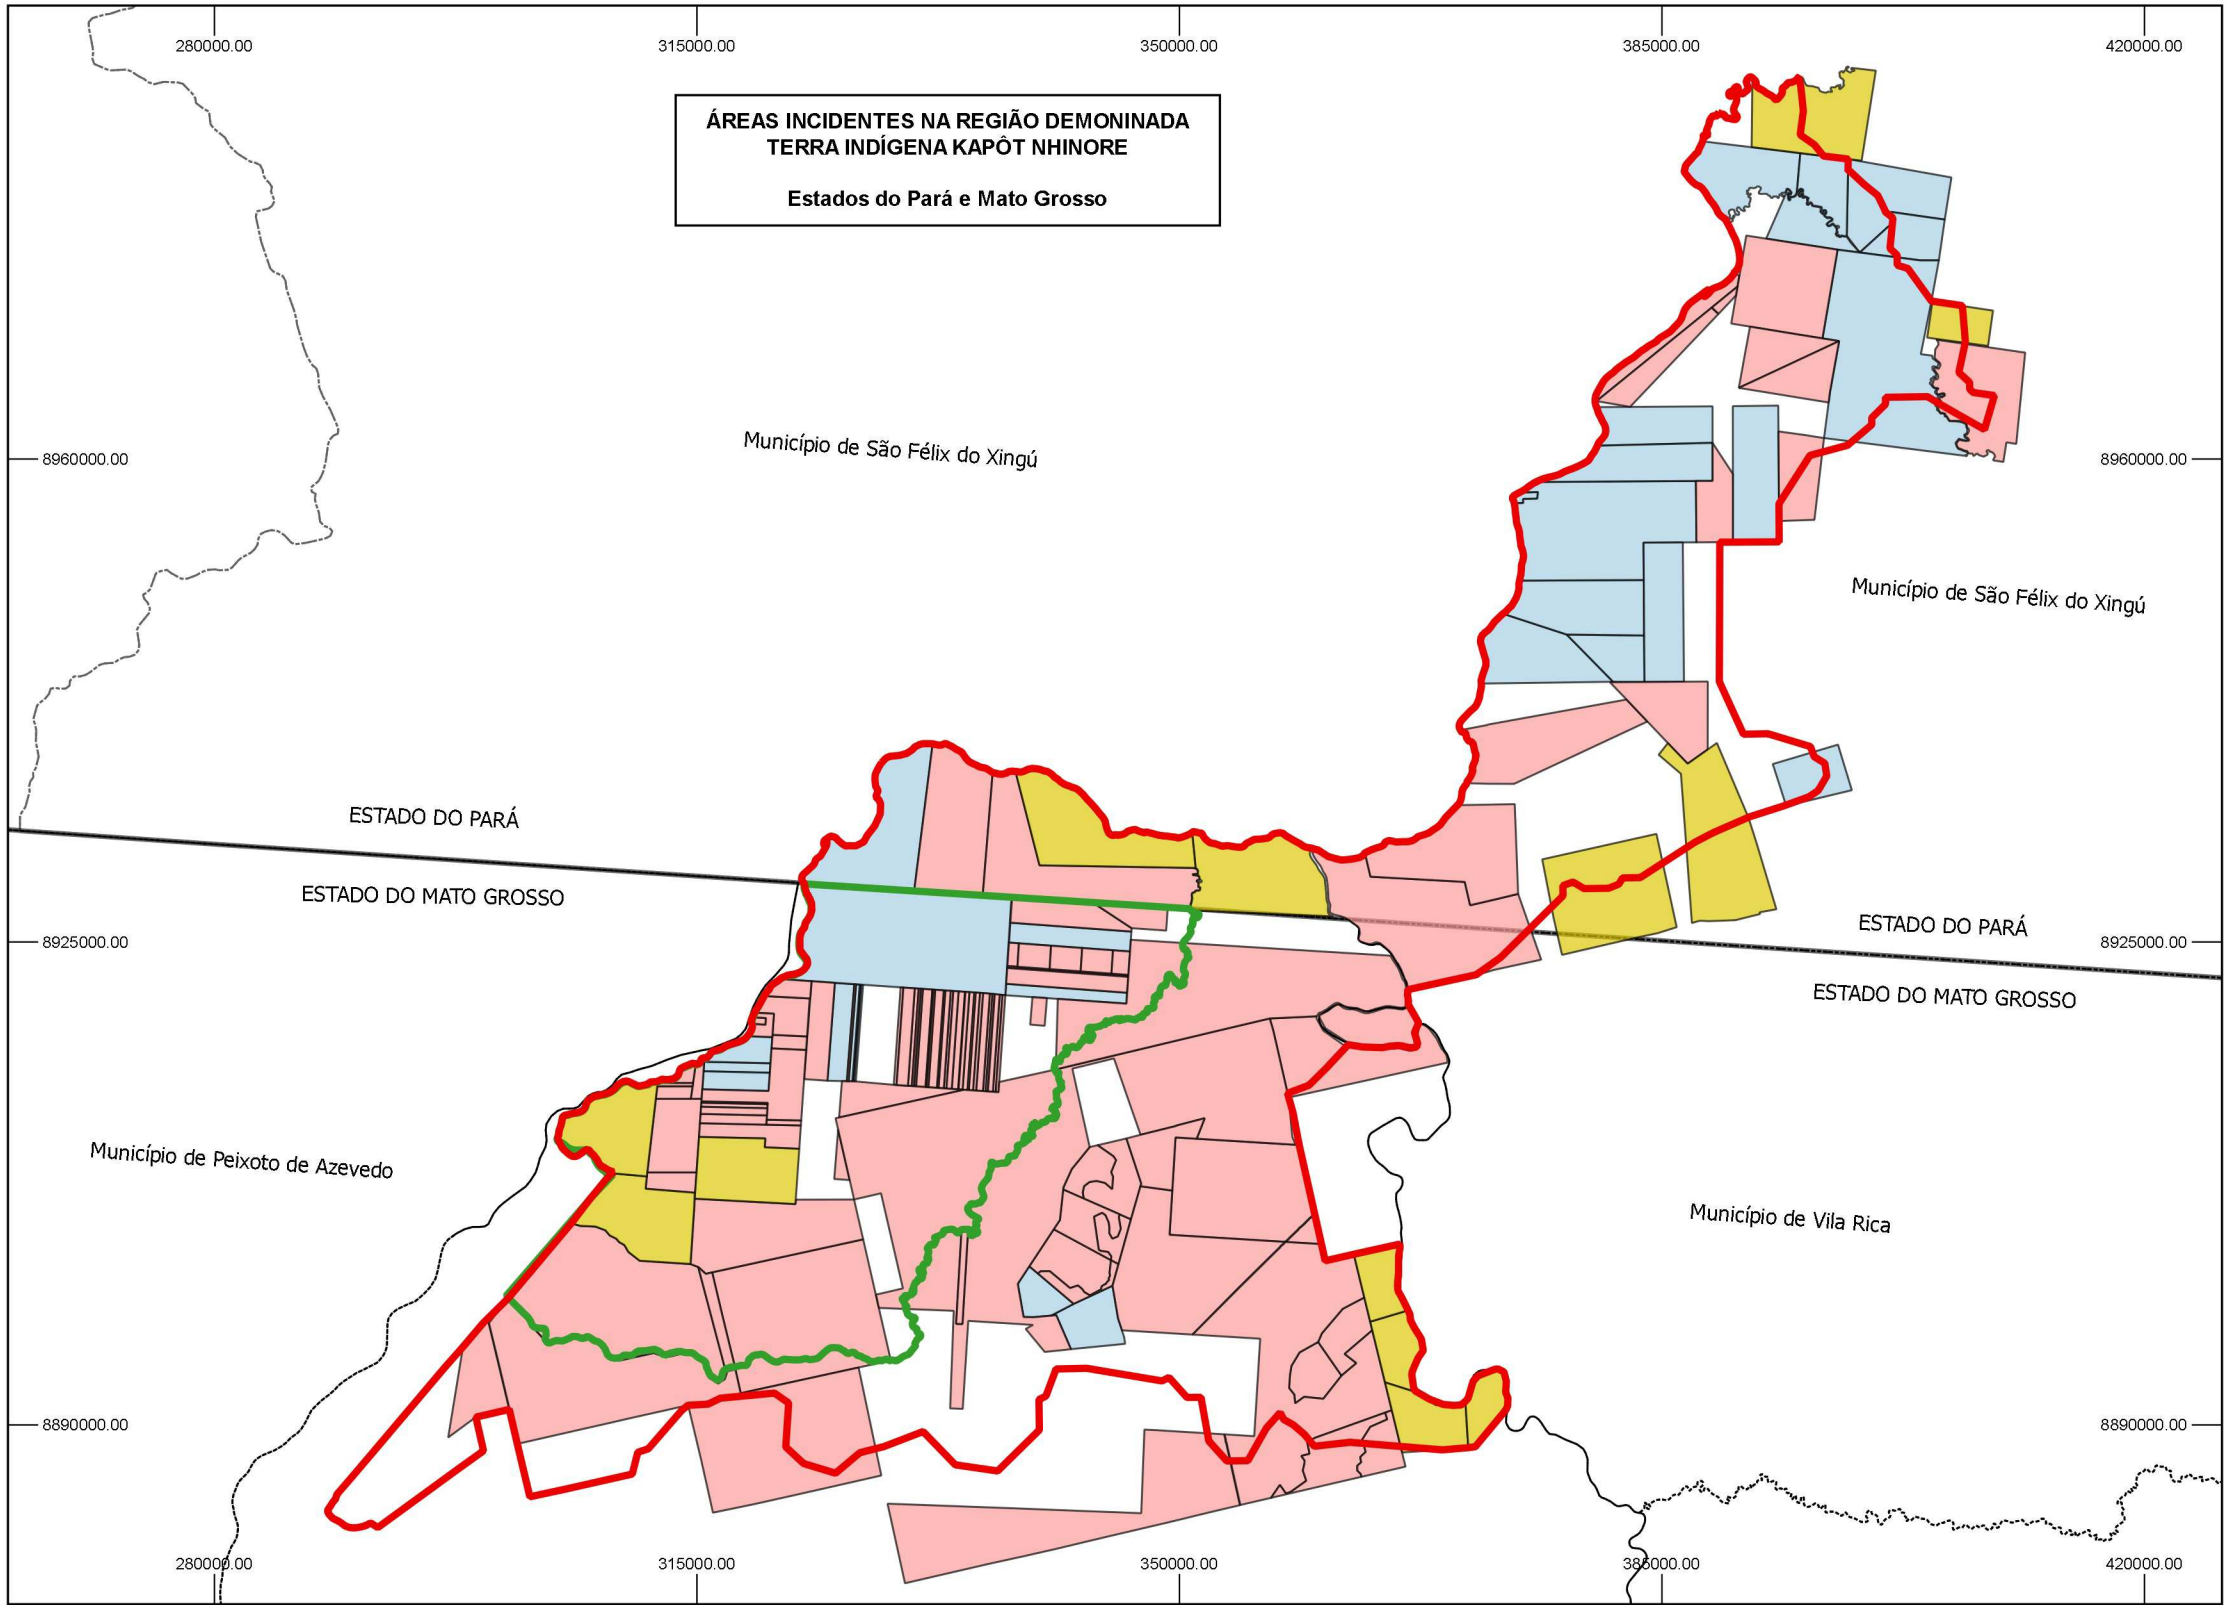 280000.00
315000.00
350000.00
385000.00
420000.00
ÁREAS INCIDENTES NA REGIÃO DEMONINADA
TERRA INDÍGENA KAPÔT NHINORE
Estados do Pará e Mato Grosso
Município de São Félix do Xingú
8960000.00
8960000.00
Município de São Félix do Xingú
ESTADO DO PARÁ
ESTADO DO MATO GROSSO
8925000.00
ESTADO DO PARÁ
8925000.00
ESTADO DO MATO GROSSO
Município de Peixoto de Azevedo
Município de Vila Rica
8890000.00
8890000.00
280000.00
315000.00
350000.00
385000.00
420000.00